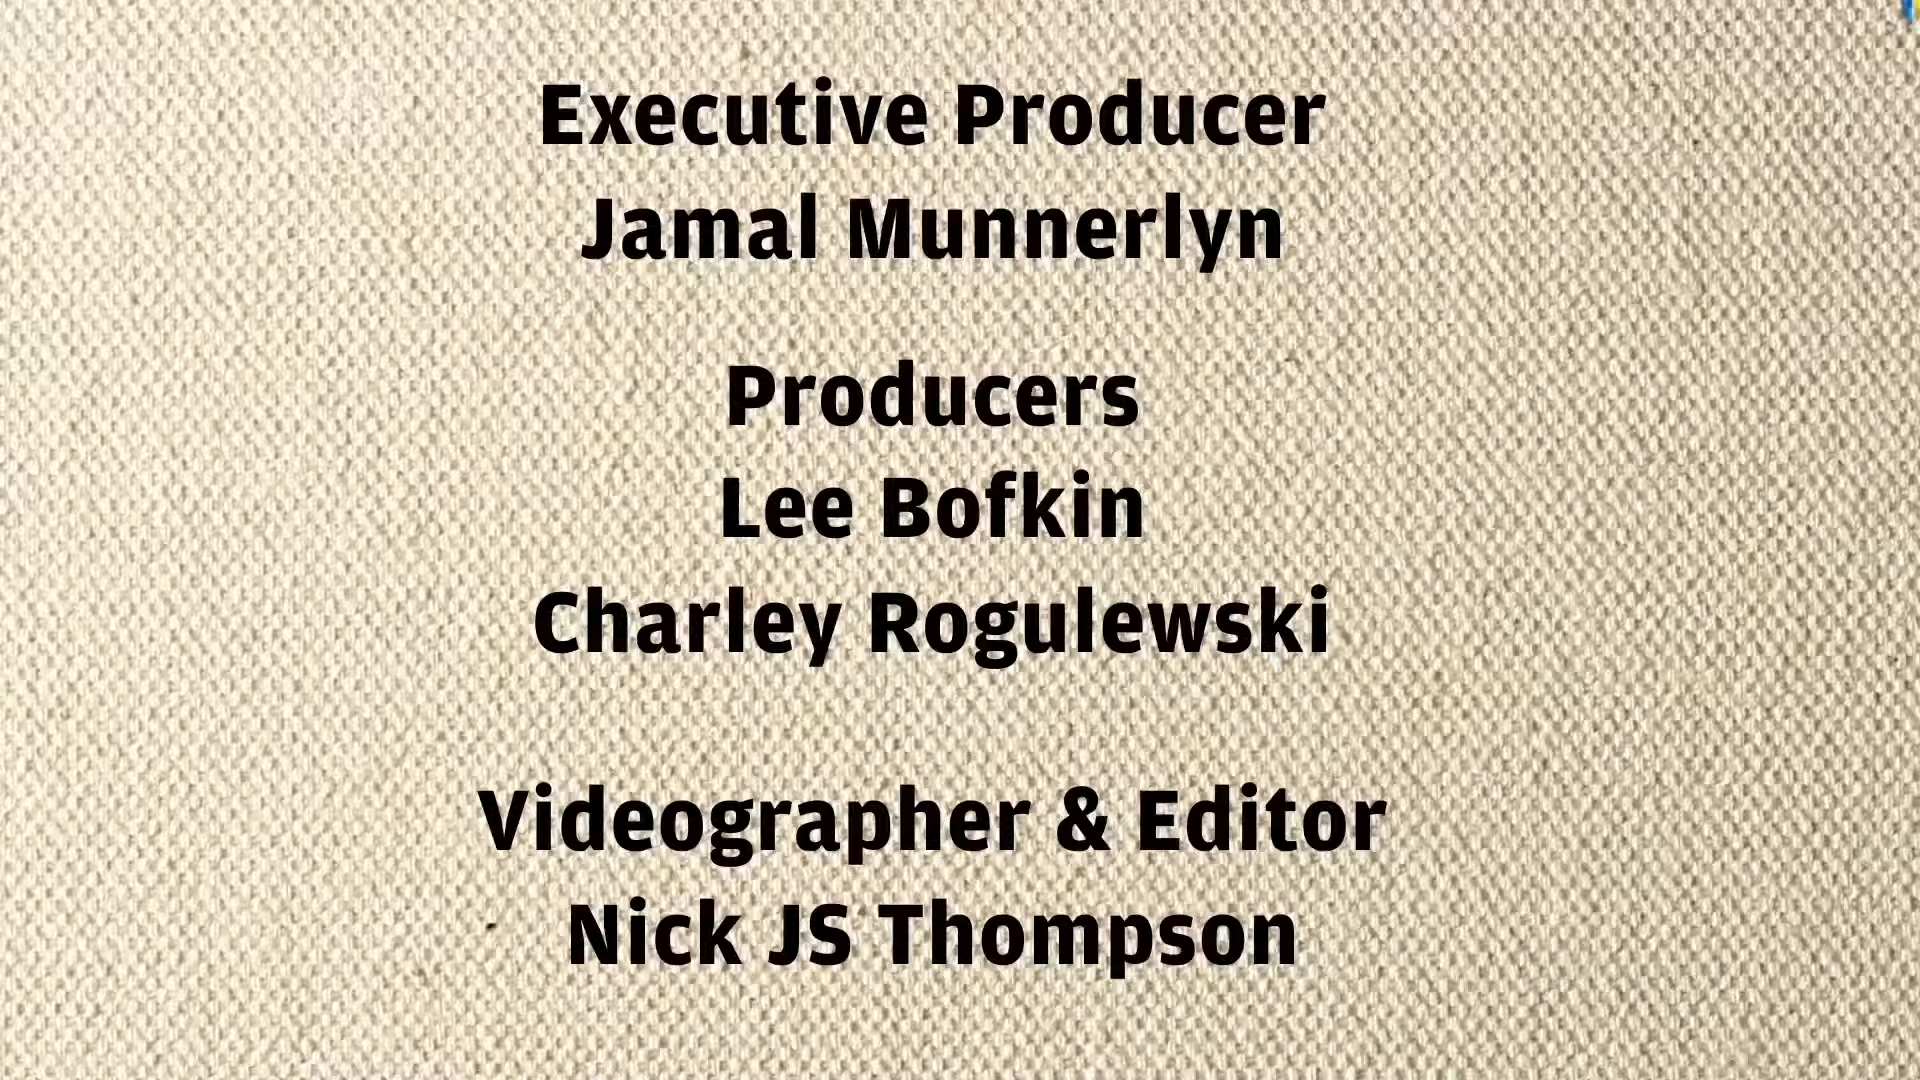 Executive Producer
Jamal Munnerlyn
Producers
Lee Bofkin
Charley Rogulewski
Videographer & Editor
Nick JS Thompson